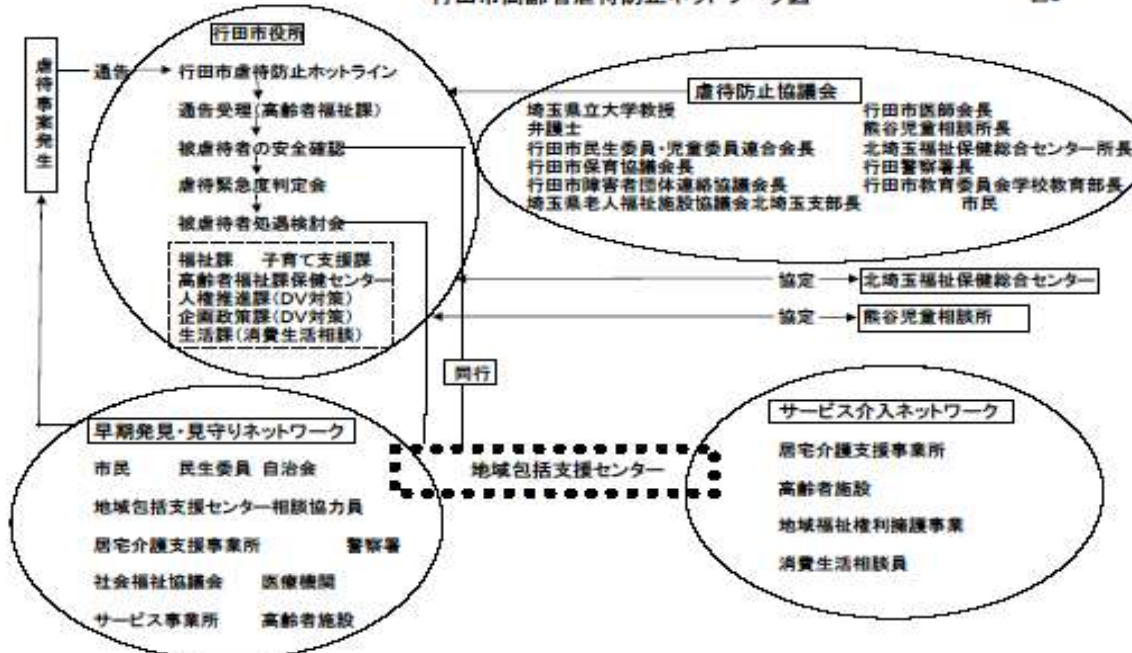 行田市役所
虐待事案発生
通告
行田市虐待防止ホットライン
通告受理(高齢者福祉課)
被虐待者の安全確認
虐待緊急度判定会
被虐待者処遇検討会
福祉課 子育て支援課
高齢者福祉課保健センター
人権推進課(DV対策)
企画政策課(DV対策)
生活課(消費生活相談)
虐待防止協議会
埼玉県立大学教授 行田市医師会長
弁護士 熊谷児童相談所長
行田市民生委員・児童委員連合会長 北埼玉福祉保健総合センター所長
行田市保育協議会長 行田警察署長
行田市障害者団体連絡協議会長 行田市教育委員会学校教育部長
埼玉県老人福祉施設協議会北埼玉支部長 市民
協定 北埼玉福祉保健総合センター
協定 熊谷児童相談所
同行
早期発見・見守りネットワーク
市民 民生委員 自治会
地域包括支援センター相談協力員
居宅介護支援事業所 警察署
社会福祉協議会 医療機関
サービス事業所 高齢者施設
地域包括支援センター
サービス介入ネットワーク
居宅介護支援事業所
高齢者施設
地域福祉権利擁護事業
消費生活相談員